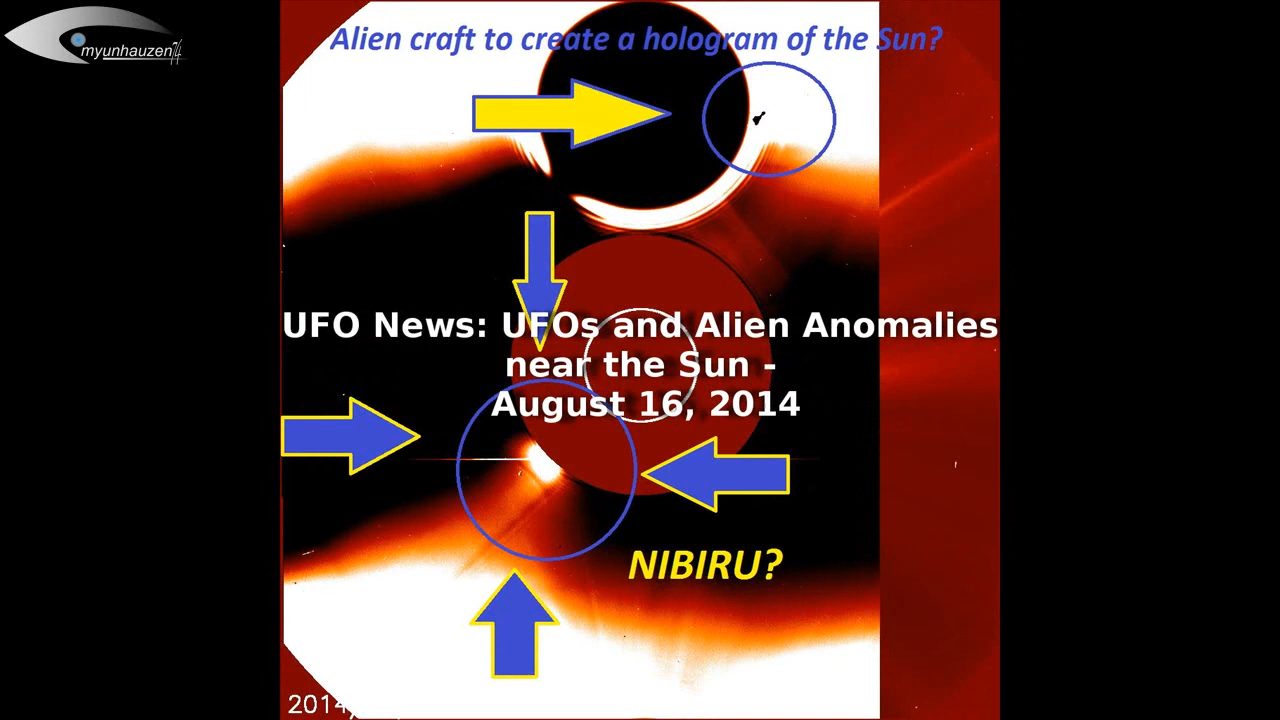 myunhauzen74
Alien craft to create a hologram of the Sun?
UFO News: UFOs and Alien Anomalies
near the Sun -
August 16, 2014
NIBIRU?
2014/